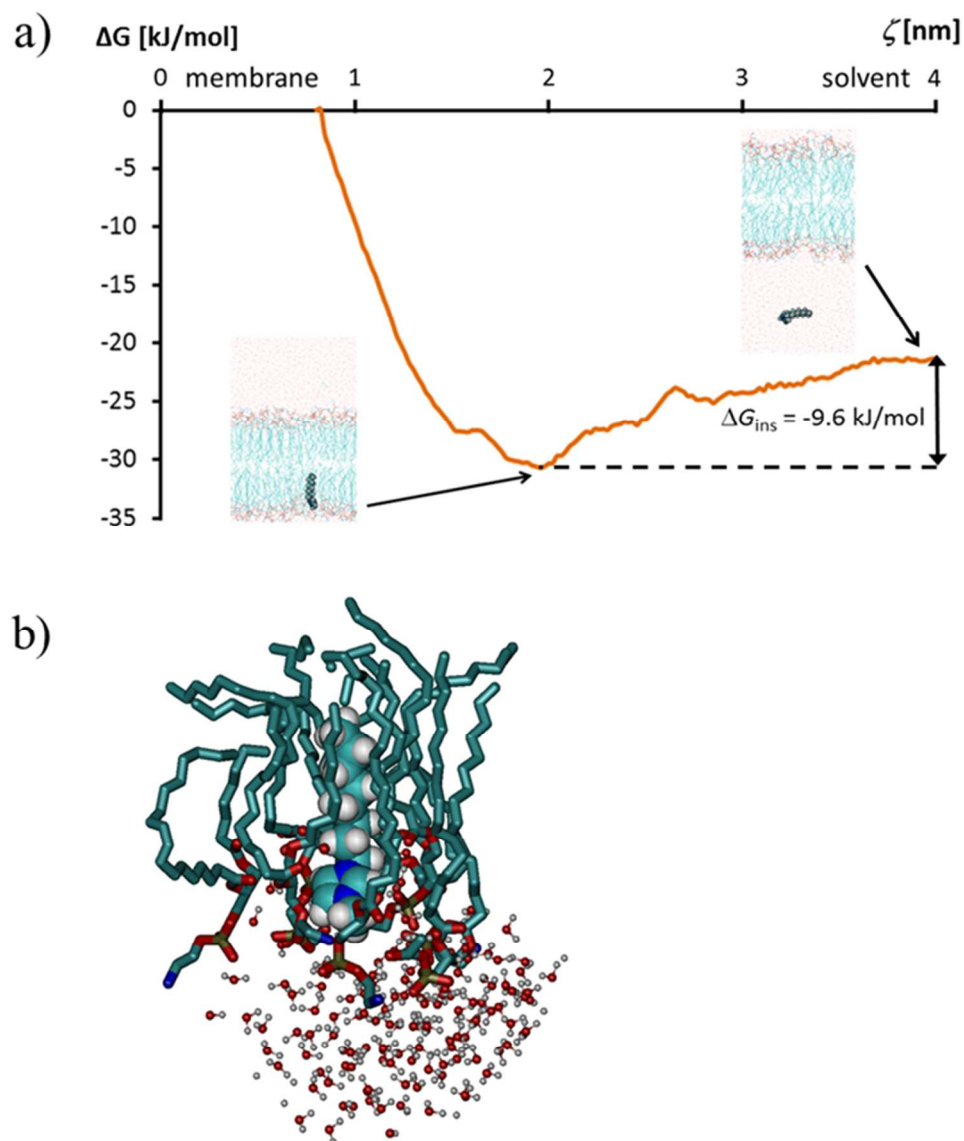 a)
ΔG [kJ/mol]
ζ [nm]
0 membrane 1 2 3 solvent 4
0
-5
-10
-15
-20
-25
ΔG_ins = -9.6 kJ/mol
-30
-35
b)